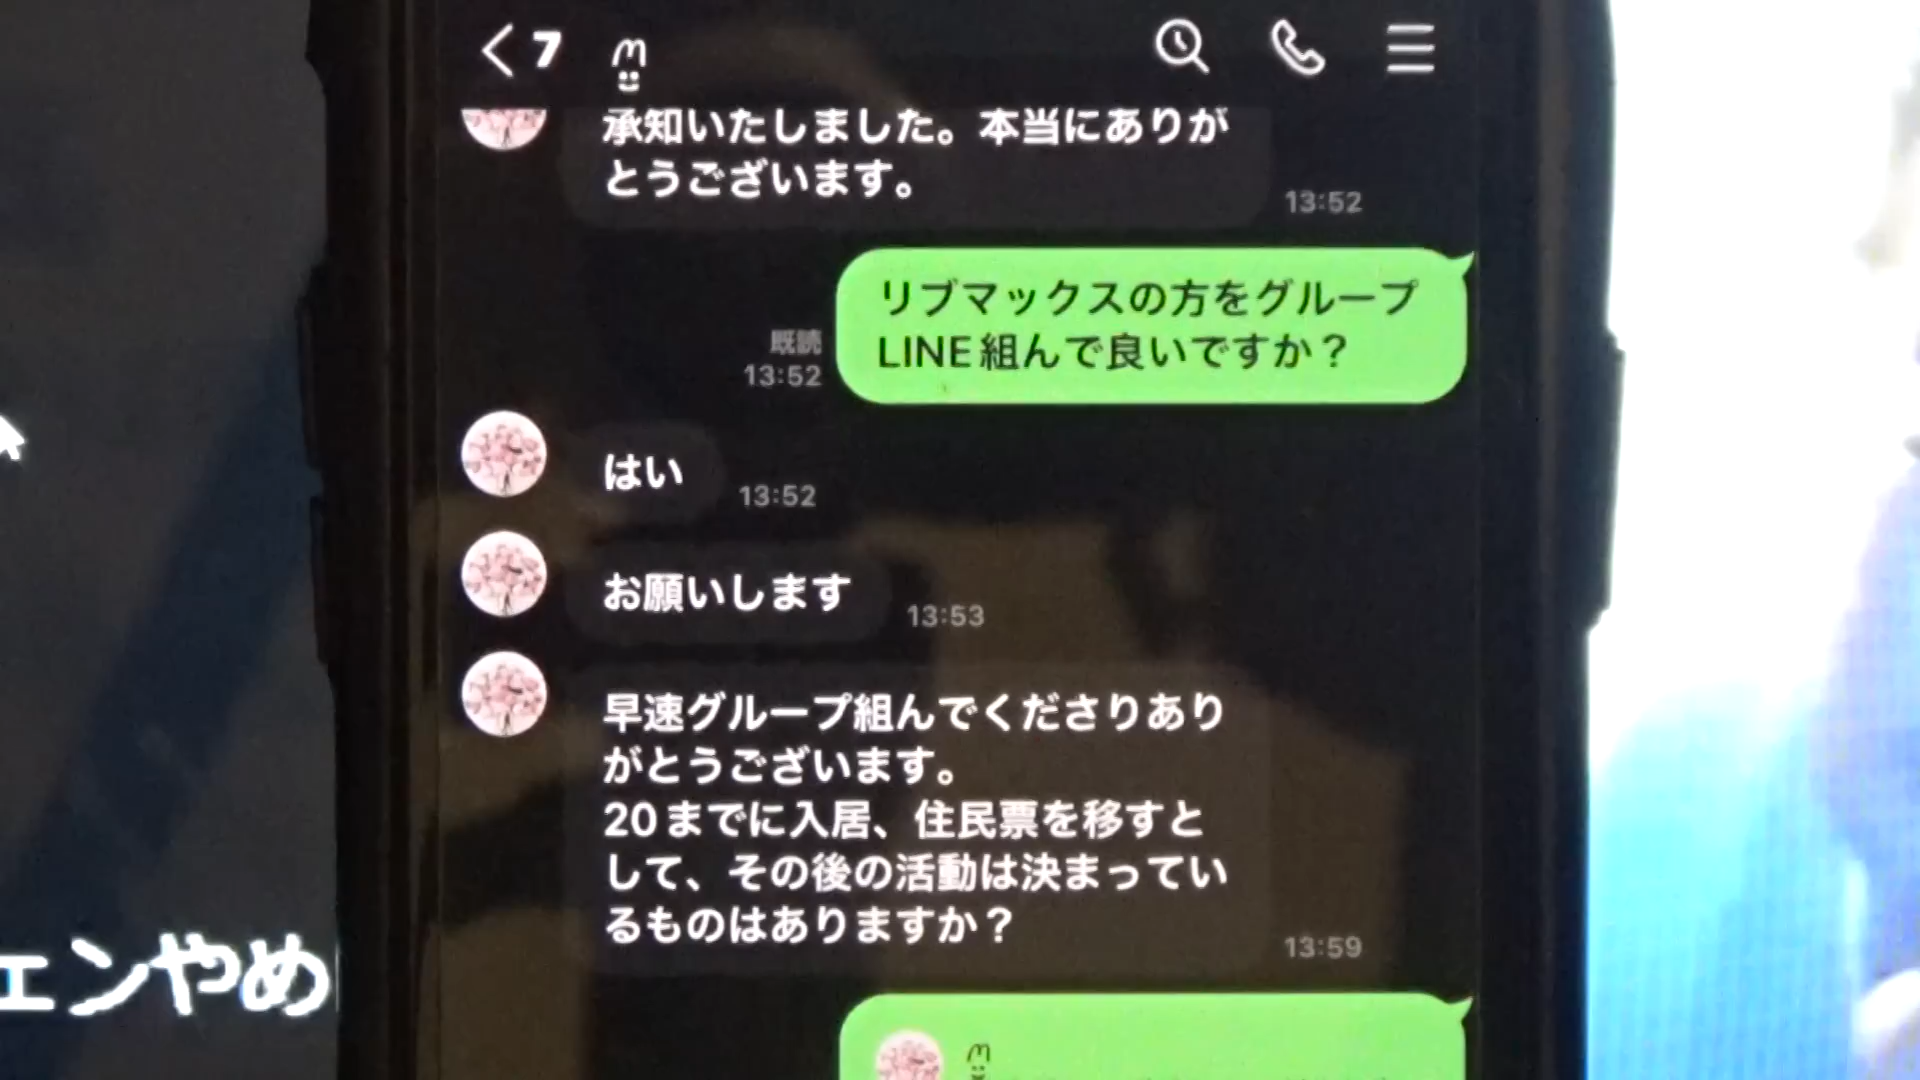 7
承知いたしました。本当にありが
とうございます。
13:52
リブマックスの方をグループ
LINE組んで良いですか？
既読
13:52
はい
13:52
お願いします
13:53
早速グループ組んでくださりあり
がとうございます。
20までに入居、住民票を移すと
して、その後の活動は決まってい
るものはありますか？
13:59
ェンやめ